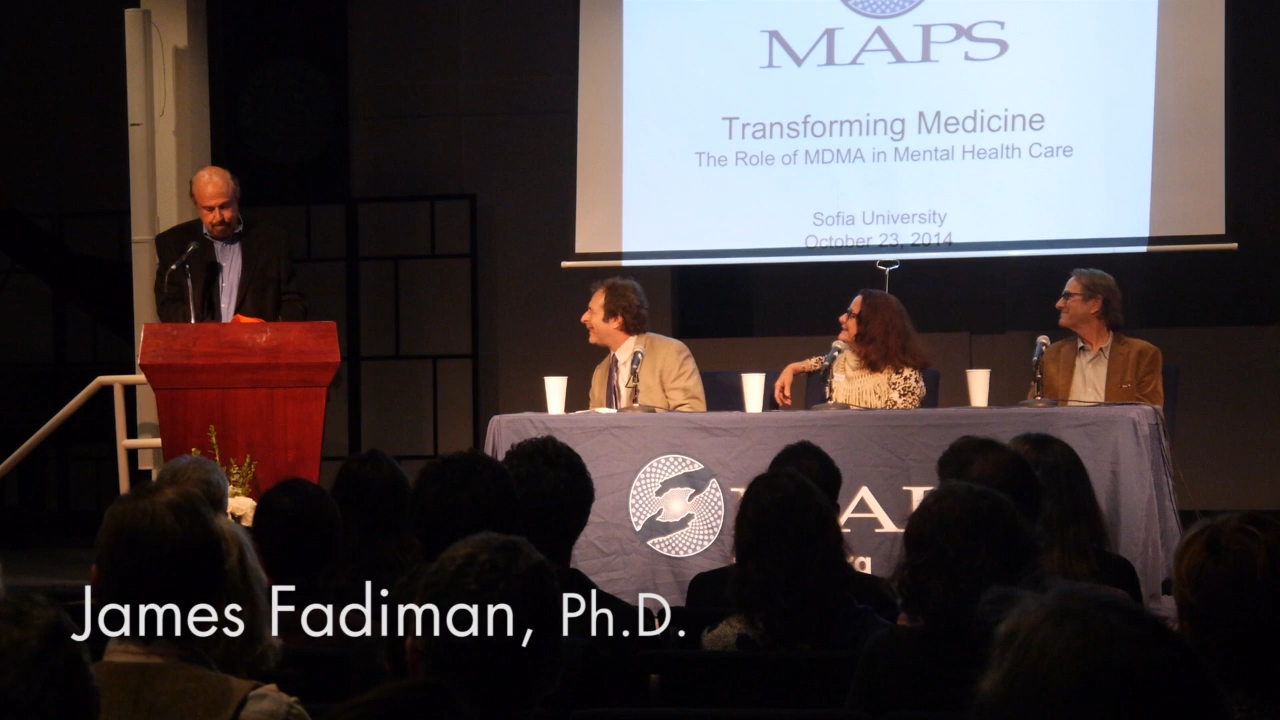 MAPS
Transforming Medicine
The Role of MDMA in Mental Health Care
Sofia University
October 23, 2014
James Fadiman, Ph.D.